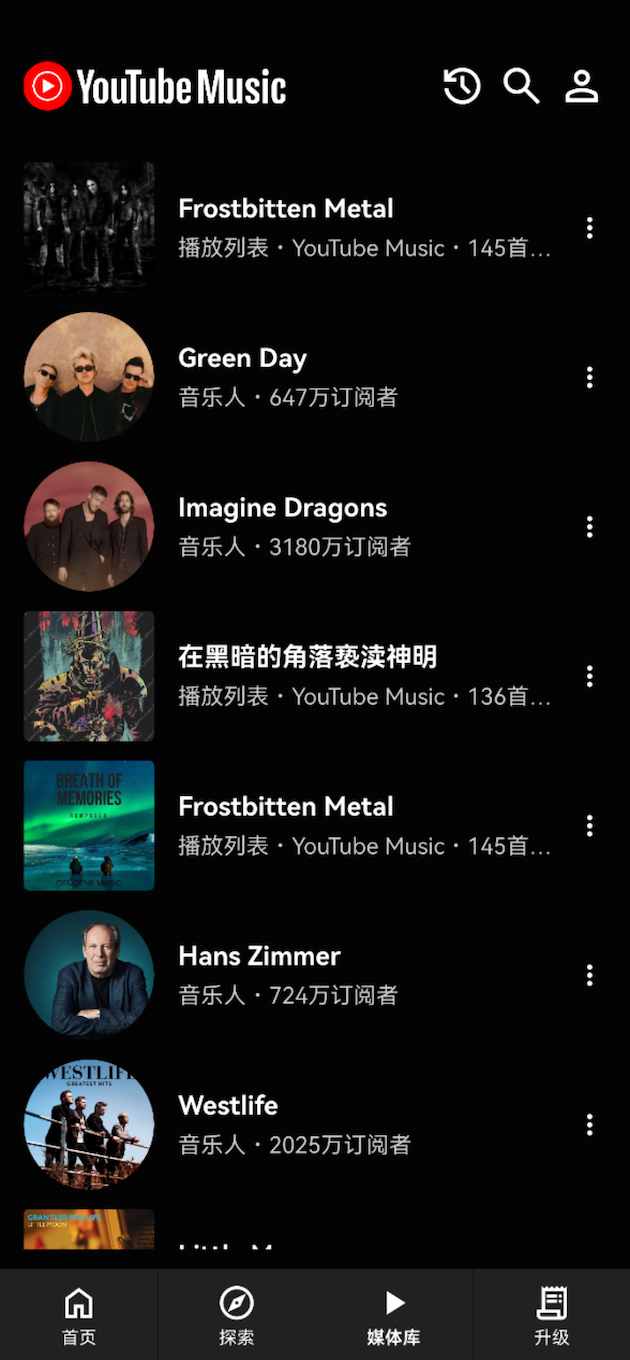 YouTube Music
Frostbitten Metal
播放列表・YouTube Music・145首…
Green Day
音乐人・647万订阅者
Imagine Dragons
音乐人・3180万订阅者
在黑暗的角落亵渎神明
播放列表・YouTube Music・136首…
BREATH OF
MEMORIES
Frostbitten Metal
播放列表・YouTube Music・145首…
Hans Zimmer
音乐人・724万订阅者
WESTLIFE
GREATEST HITS
Westlife
音乐人・2025万订阅者
LITTLE MOON
首页
探索
媒体库
升级